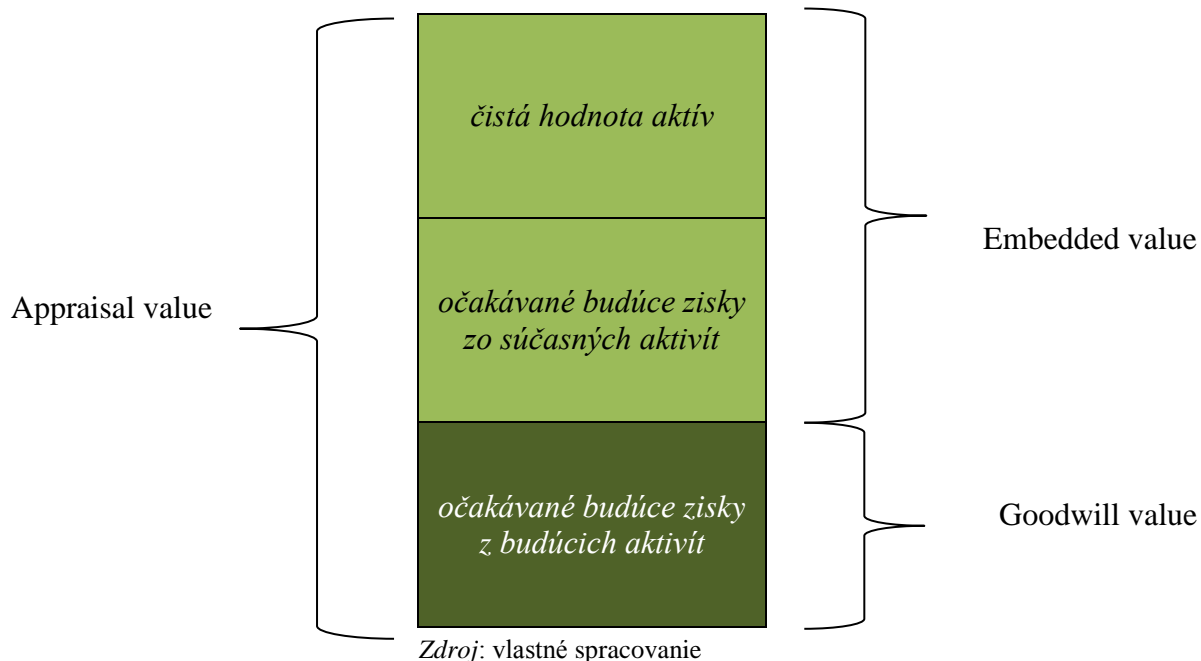 čistá hodnota aktív
Embedded value
očakávané budúce zisky
zo súčasných aktivít
Appraisal value
očakávané budúce zisky
z budúcich aktivít
Goodwill value
Zdroj: vlastné spracovanie